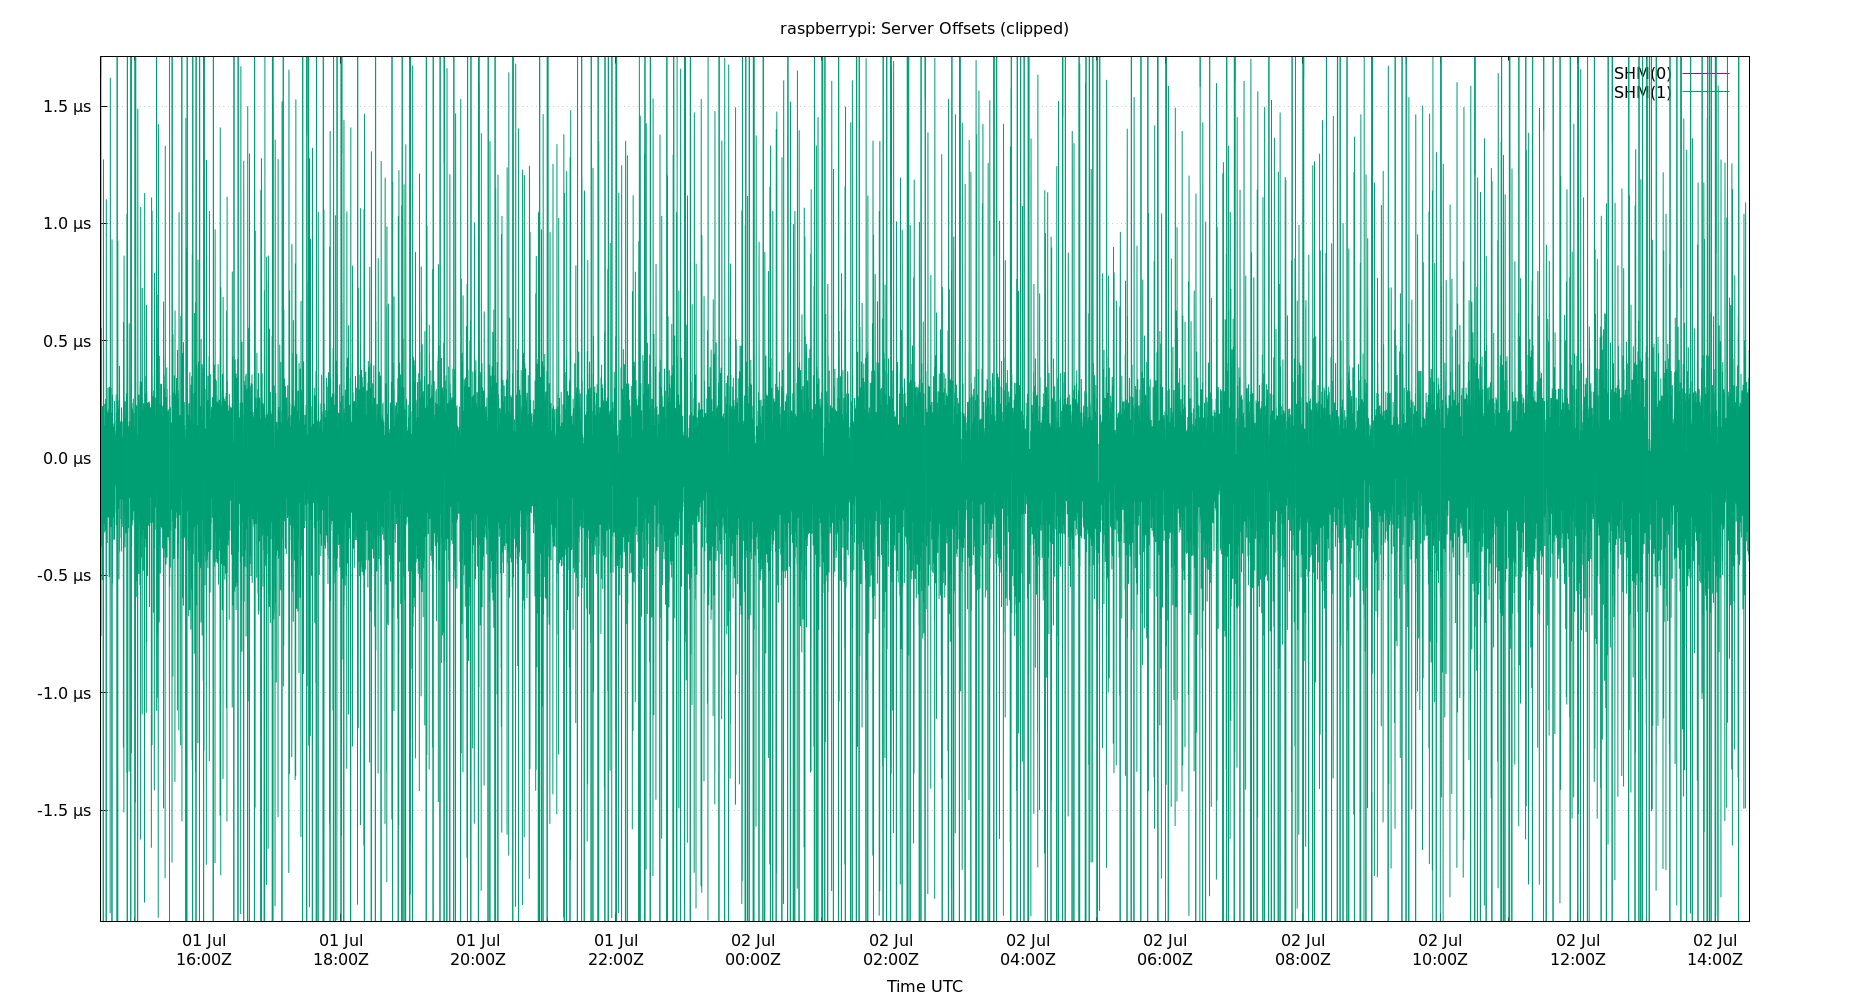 raspberrypi: Server Offsets (clipped)
SHM(0)
SHM(1)
1.5 µs
1.0 µs
0.5 µs
0.0 µs
-0.5 µs
-1.0 µs
-1.5 µs
01 Jul 01 Jul 01 Jul 01 Jul 02 Jul 02 Jul 02 Jul 02 Jul 02 Jul 02 Jul 02 Jul 02 Jul
16:00Z 18:00Z 20:00Z 22:00Z 00:00Z 02:00Z 04:00Z 06:00Z 08:00Z 10:00Z 12:00Z 14:00Z
Time UTC